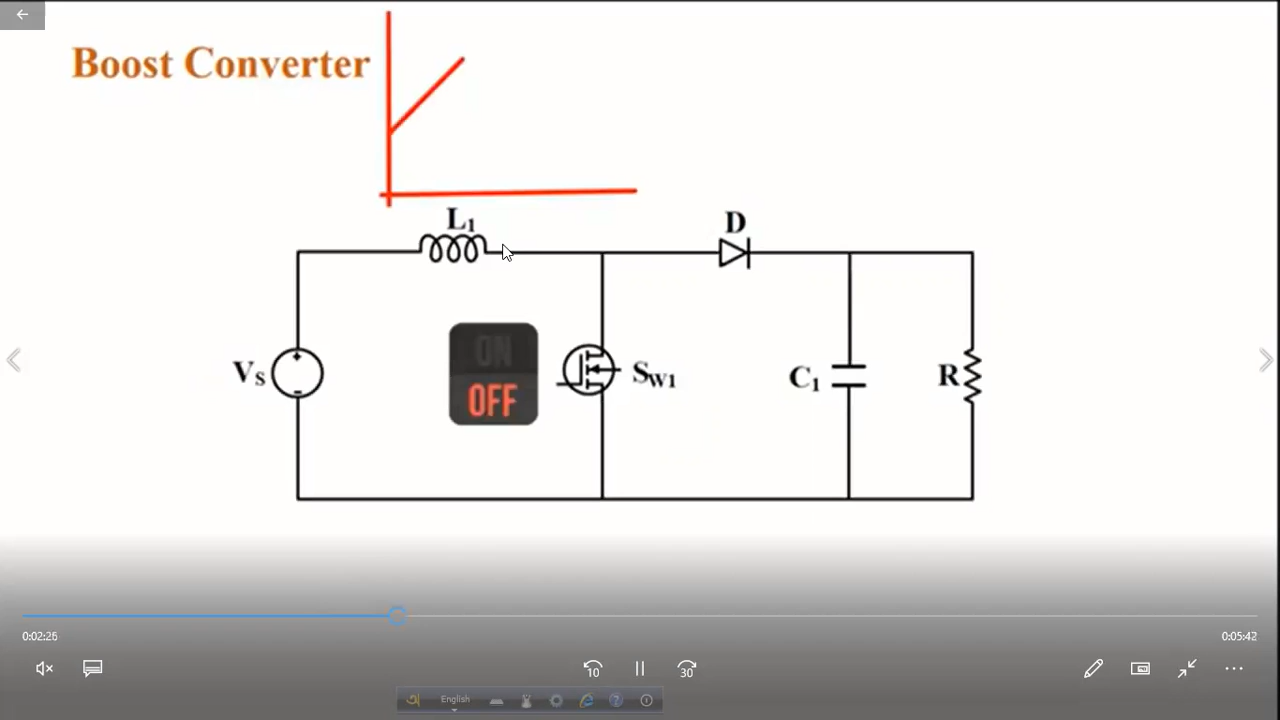 Boost Converter
L1
D
ON
OFF
VS
SW1
C1
R
+
-
0:02:26
0:05:42
10
30
অ
English